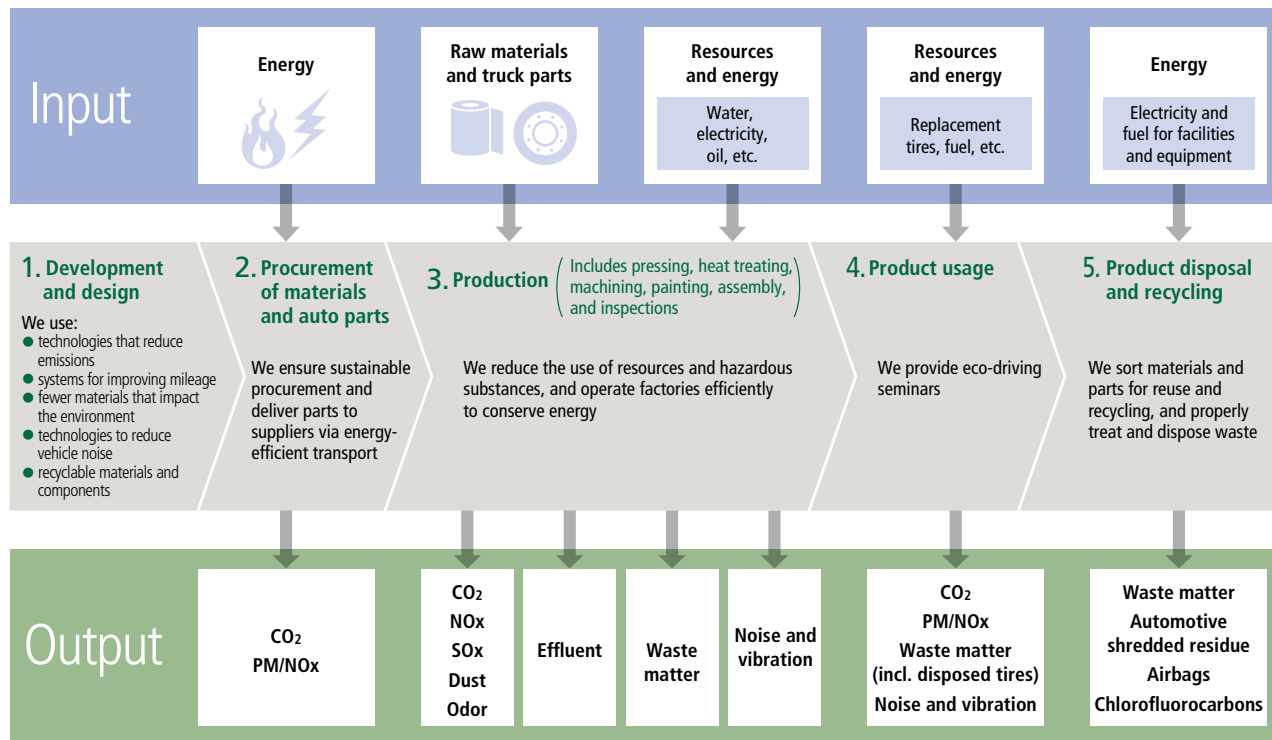 Input
Energy
Raw materials
and truck parts
Resources
and energy
Water,
electricity,
oil, etc.
Resources
and energy
Replacement
tires, fuel, etc.
Energy
Electricity and
fuel for facilities
and equipment
1. Development
and design
We use:
● technologies that reduce
emissions
● systems for improving mileage
● fewer materials that impact
the environment
● technologies to reduce
vehicle noise
● recyclable materials and
components
2. Procurement
of materials
and auto parts
We ensure sustainable
procurement and
deliver parts to
suppliers via energy-
efficient transport
3. Production
(Includes pressing, heat treating,
machining, painting, assembly,
and inspections)
We reduce the use of resources and hazardous
substances, and operate factories efficiently
to conserve energy
4. Product usage
We provide eco-driving
seminars
5. Product disposal
and recycling
We sort materials and
parts for reuse and
recycling, and properly
treat and dispose waste
Output
CO₂
PM/NOx
CO₂
NOx
SOx
Dust
Odor
Effluent
Waste
matter
Noise and
vibration
CO₂
PM/NOx
Waste matter
(incl. disposed tires)
Noise and vibration
Waste matter
Automotive
shredded residue
Airbags
Chlorofluorocarbons